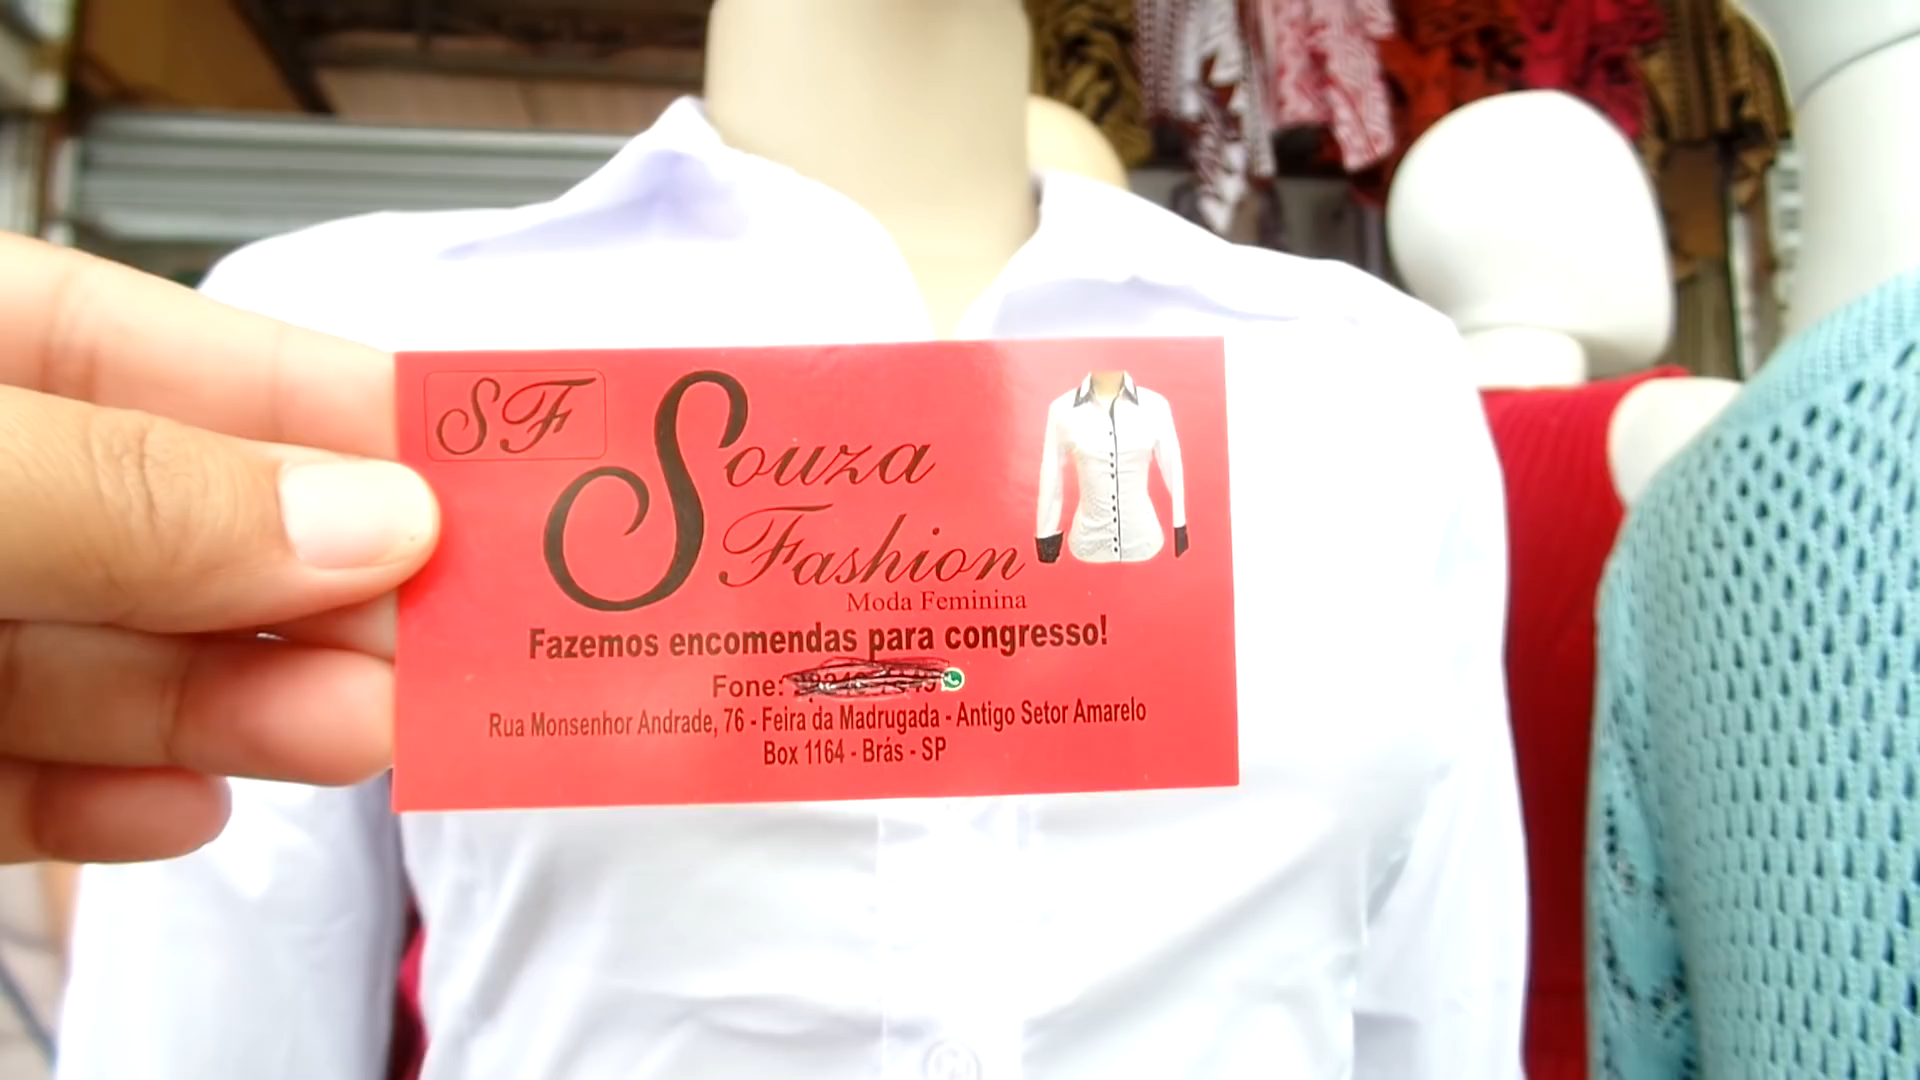 SF
Souza
Fashion
Moda Feminina
Fazemos encomendas para congresso!
Fone:
Rua Monsenhor Andrade, 76 - Feira da Madrugada - Antigo Setor Amarelo
Box 1164 - Brás - SP